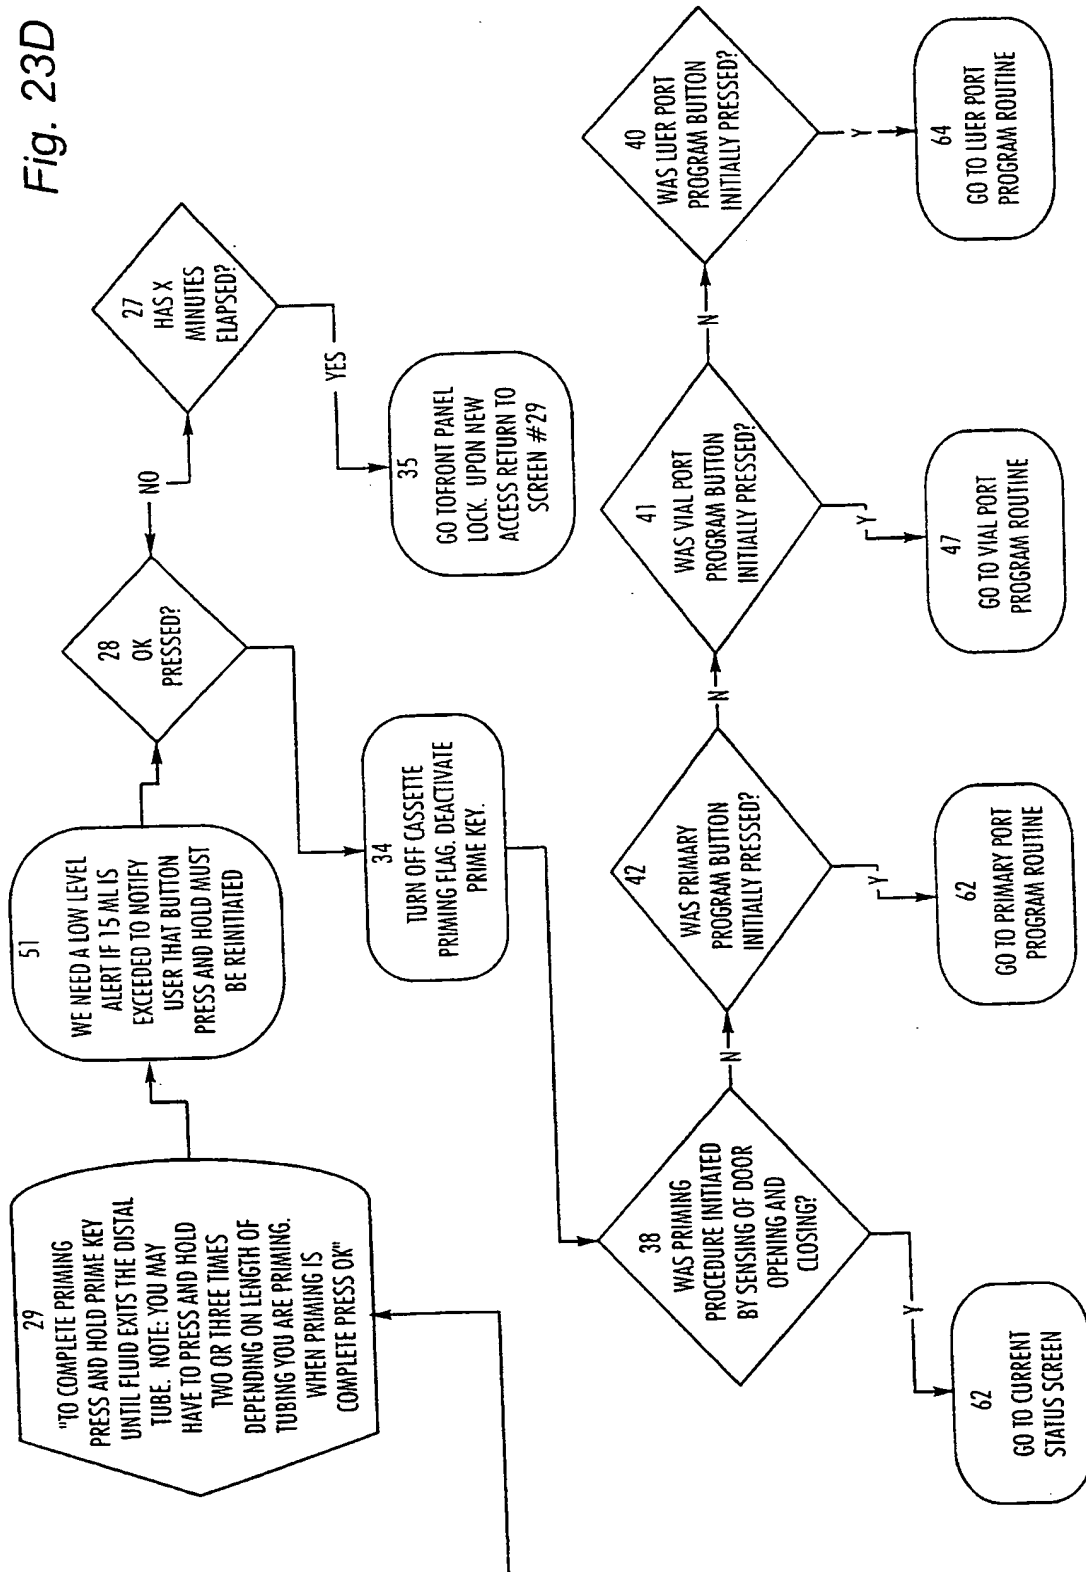 Fig. 23D
29
"TO COMPLETE PRIMING
PRESS AND HOLD PRIME KEY
UNTIL FLUID EXITS THE DISTAL
TUBE. NOTE: YOU MAY
HAVE TO PRESS AND HOLD
TWO OR THREE TIMES
DEPENDING ON LENGTH OF
TUBING YOU ARE PRIMING.
WHEN PRIMING IS
COMPLETE PRESS OK"
51
WE NEED A LOW LEVEL
ALERT IF 15 ML IS
EXCEEDED TO NOTIFY
USER THAT BUTTON
PRESS AND HOLD MUST
BE REINITIATED
28
OK
PRESSED?
NO
27
HAS X
MINUTES
ELAPSED?
YES
35
GO TOFRONT PANEL
LOCK. UPON NEW
ACCESS RETURN TO
SCREEN #29
34
TURN OFF CASSETTE
PRIMING FLAG. DEACTIVATE
PRIME KEY.
38
WAS PRIMING
PROCEDURE INITIATED
BY SENSING OF DOOR
OPENING AND
CLOSING?
N
42
WAS PRIMARY
PROGRAM BUTTON
INITIALLY PRESSED?
N
41
WAS VIAL PORT
PROGRAM BUTTON
INITIALLY PRESSED?
N
40
WAS LUER PORT
PROGRAM BUTTON
INITIALLY PRESSED?
Y
62
GO TO CURRENT
STATUS SCREEN
Y
62
GO TO PRIMARY PORT
PROGRAM ROUTINE
Y
47
GO TO VIAL PORT
PROGRAM ROUTINE
Y
64
GO TO LUER PORT
PROGRAM ROUTINE